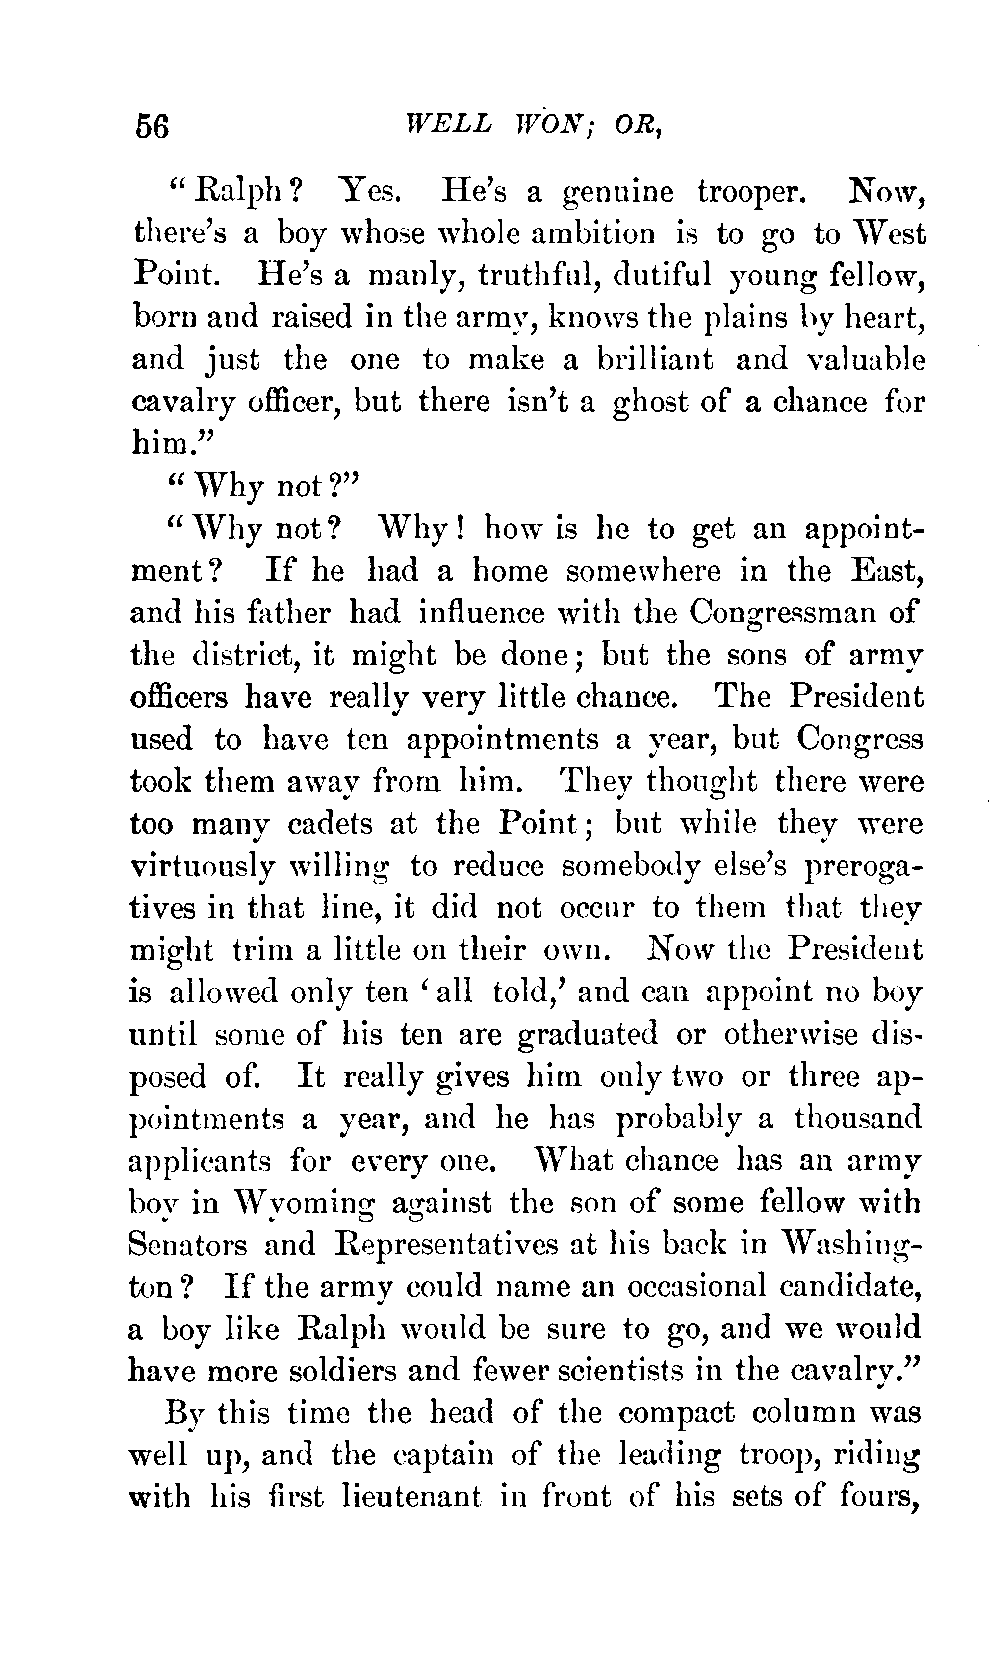 56 WELL WON; OR,
"Ralph? Yes. He's a genuine trooper. Now,
there's a boy whose whole ambition is to go to West
Point. He's a manly, truthful, dutiful young fellow,
born and raised in the army, knows the plains by heart,
and just the one to make a brilliant and valuable
cavalry officer, but there isn't a ghost of a chance for
him."
"Why not?"
"Why not? Why! how is he to get an appoint-
ment? If he had a home somewhere in the East,
and his father had influence with the Congressman of
the district, it might be done; but the sons of army
officers have really very little chance. The President
used to have ten appointments a year, but Congress
took them away from him. They thought there were
too many cadets at the Point; but while they were
virtuously willing to reduce somebody else's preroga-
tives in that line, it did not occur to them that they
might trim a little on their own. Now the President
is allowed only ten 'all told,' and can appoint no boy
until some of his ten are graduated or otherwise dis-
posed of. It really gives him only two or three ap-
pointments a year, and he has probably a thousand
applicants for every one. What chance has an army
boy in Wyoming against the son of some fellow with
Senators and Representatives at his back in Washing-
ton? If the army could name an occasional candidate,
a boy like Ralph would be sure to go, and we would
have more soldiers and fewer scientists in the cavalry."
By this time the head of the compact column was
well up, and the captain of the leading troop, riding
with his first lieutenant in front of his sets of fours,